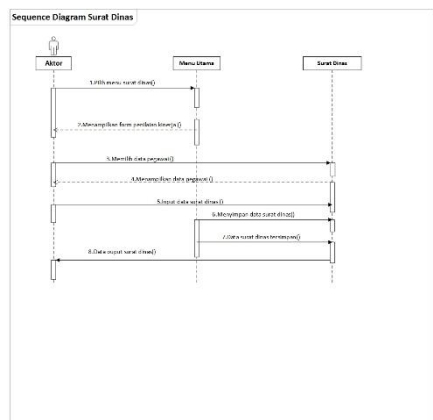 Sequence Diagram Surat Dinas
Aktor
Menu Utama
Surat Dinas
1.Pilih menu surat dinas()
2.Menampilkan form penilaian kinerja()
3.Memilih data pegawai()
4.Menampilkan data pegawai()
5.Input data surat dinas()
6.Menyimpan data surat dinas()
7.Data surat dinas tersimpan()
8.Data surat dinas()